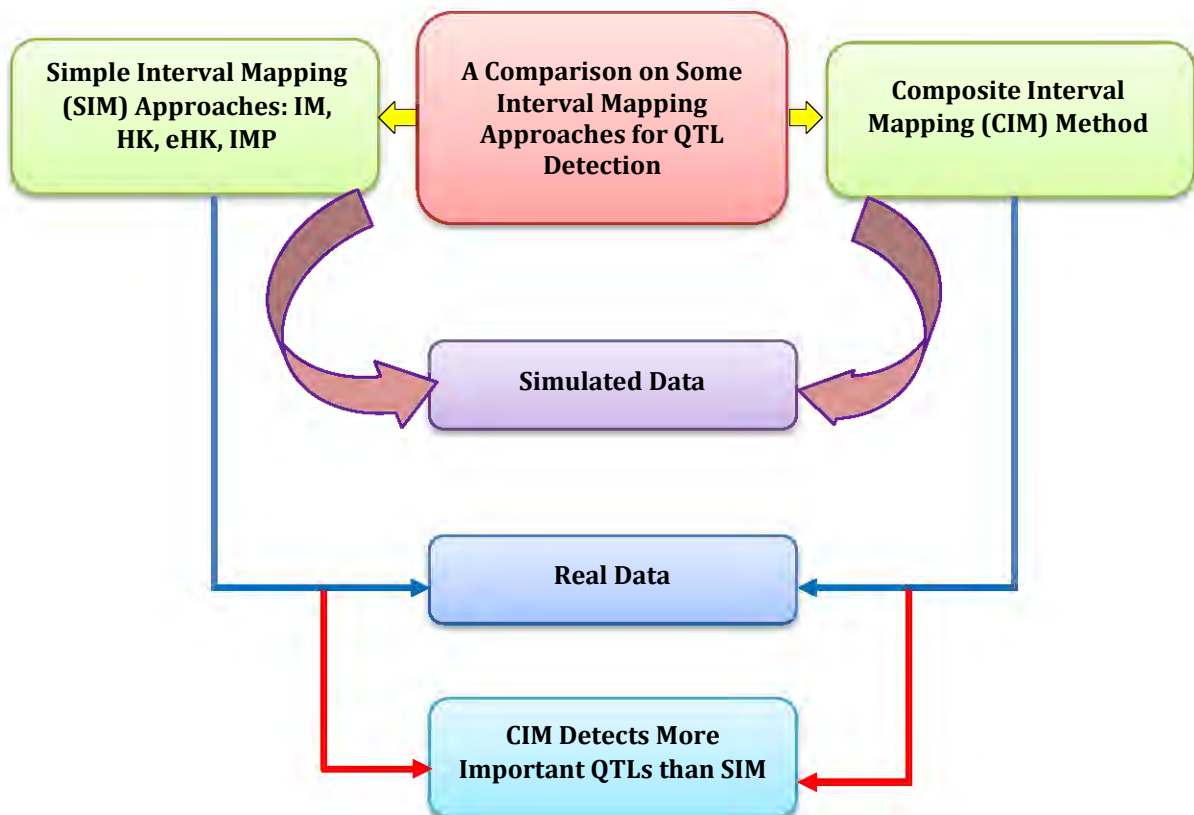 Simple Interval Mapping
(SIM) Approaches: IM,
HK, eHK, IMP
A Comparison on Some
Interval Mapping
Approaches for QTL
Detection
Composite Interval
Mapping (CIM) Method
Simulated Data
Real Data
CIM Detects More
Important QTLs than SIM